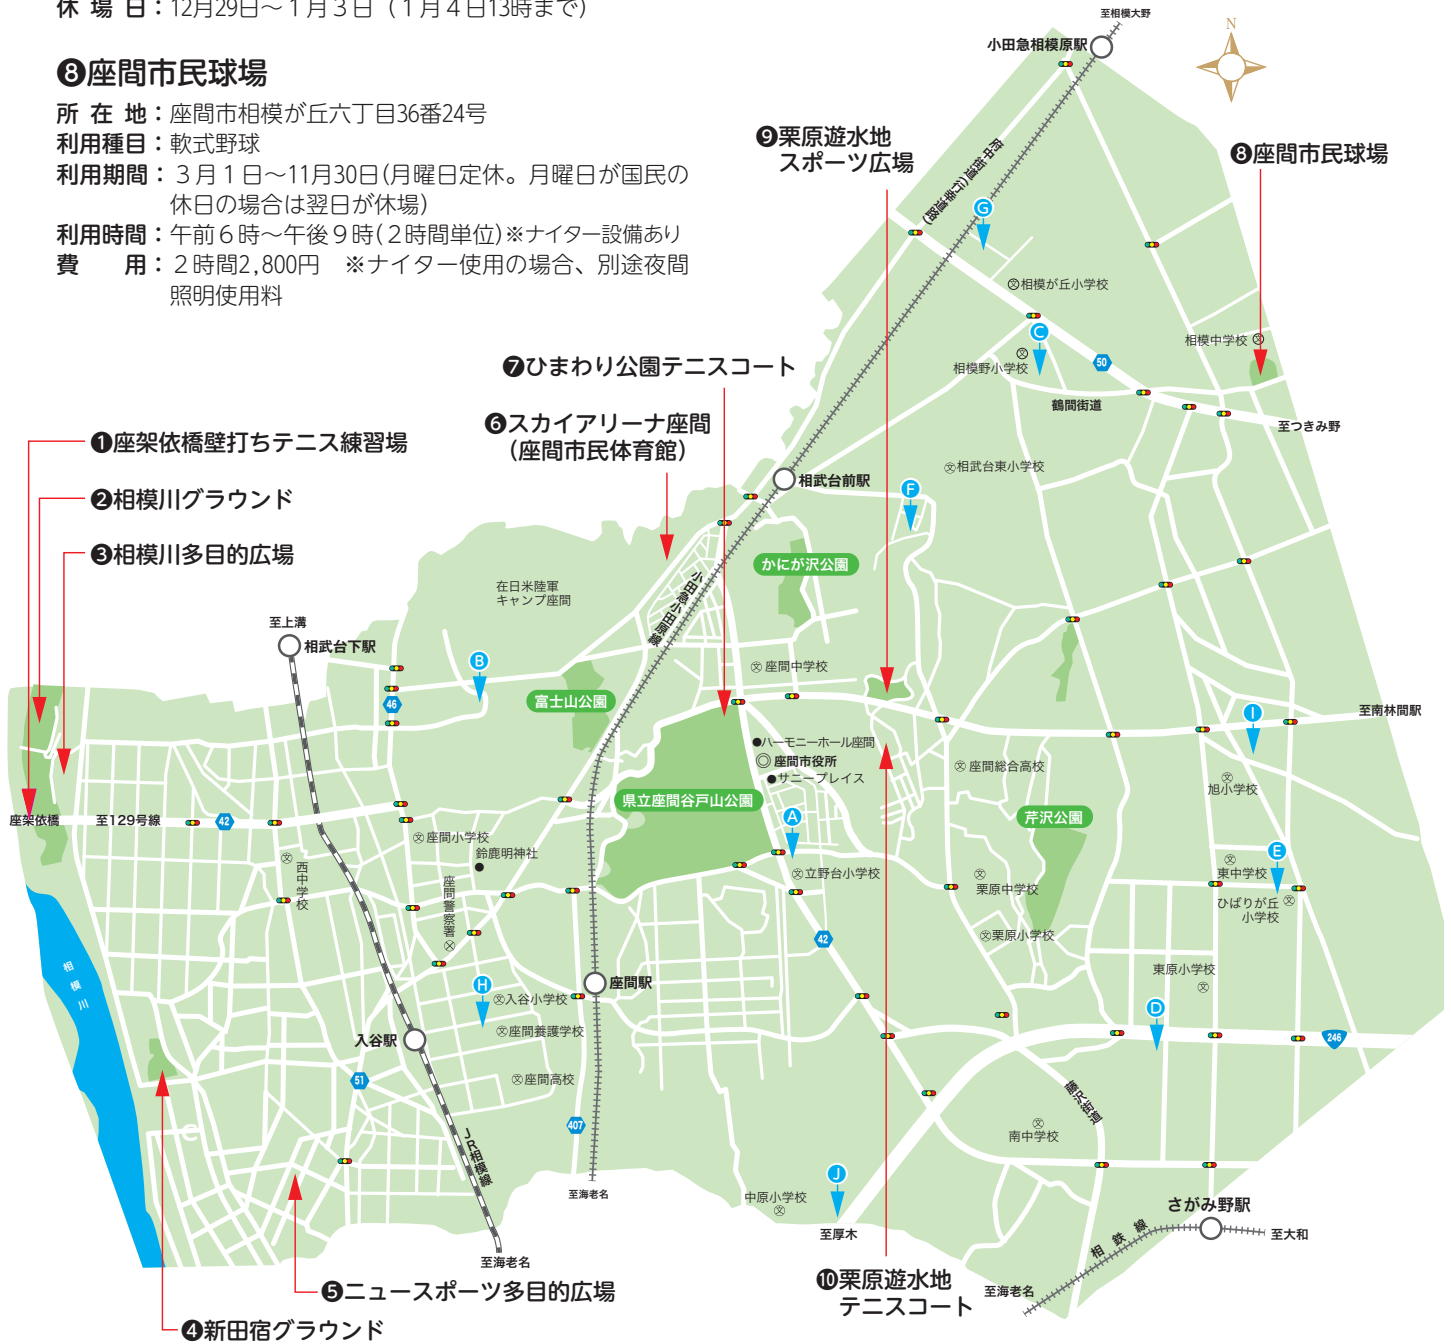 休場日：12月29日〜１月３日（１月４日13時まで）
❽座間市民球場
所在地：座間市相模が丘六丁目36番24号
利用種目：軟式野球
利用期間：３月１日〜11月30日(月曜日定休。月曜日が国民の
休日の場合は翌日が休場)
利用時間：午前６時〜午後９時(２時間単位)※ナイター設備あり
費用：２時間2,800円　※ナイター使用の場合、別途夜間
照明使用料
至相模大野
小田急相模原駅
N
❾栗原遊水地
スポーツ広場
❽座間市民球場
府中街道(行幸道路)
G
相模が丘小学校
C
相模中学校
相模野小学校
50
❼ひまわり公園テニスコート
鶴間街道
至つきみ野
❻スカイアリーナ座間
（座間市民体育館）
❶座架依橋壁打ちテニス練習場
相武台前駅
相武台東小学校
F
❷相模川グラウンド
❸相模川多目的広場
かにが沢公園
小田急小田原線
在日米陸軍
キャンプ座間
至上溝
相武台下駅
B
座間中学校
46
富士山公園
至南林間駅
I
ハーモニーホール座間
座間市役所
サニープレイス
座間総合高校
旭小学校
県立座間谷戸山公園
芹沢公園
座架依橋
至129号線
42
A
座間小学校
鈴鹿明神社
E
東中学校
西中学校
立野台小学校
栗原中学校
座間警察署
ひばりが丘
小学校
42
栗原小学校
相模川
東原小学校
座間駅
H
入谷小学校
D
座間養護学校
入谷駅
246
51
座間高校
藤沢街道
407
南中学校
JR相模線
J
中原小学校
至海老名
さがみ野駅
至厚木
相鉄線
至大和
至海老名
❿栗原遊水地
テニスコート
至海老名
❺ニュースポーツ多目的広場
❹新田宿グラウンド